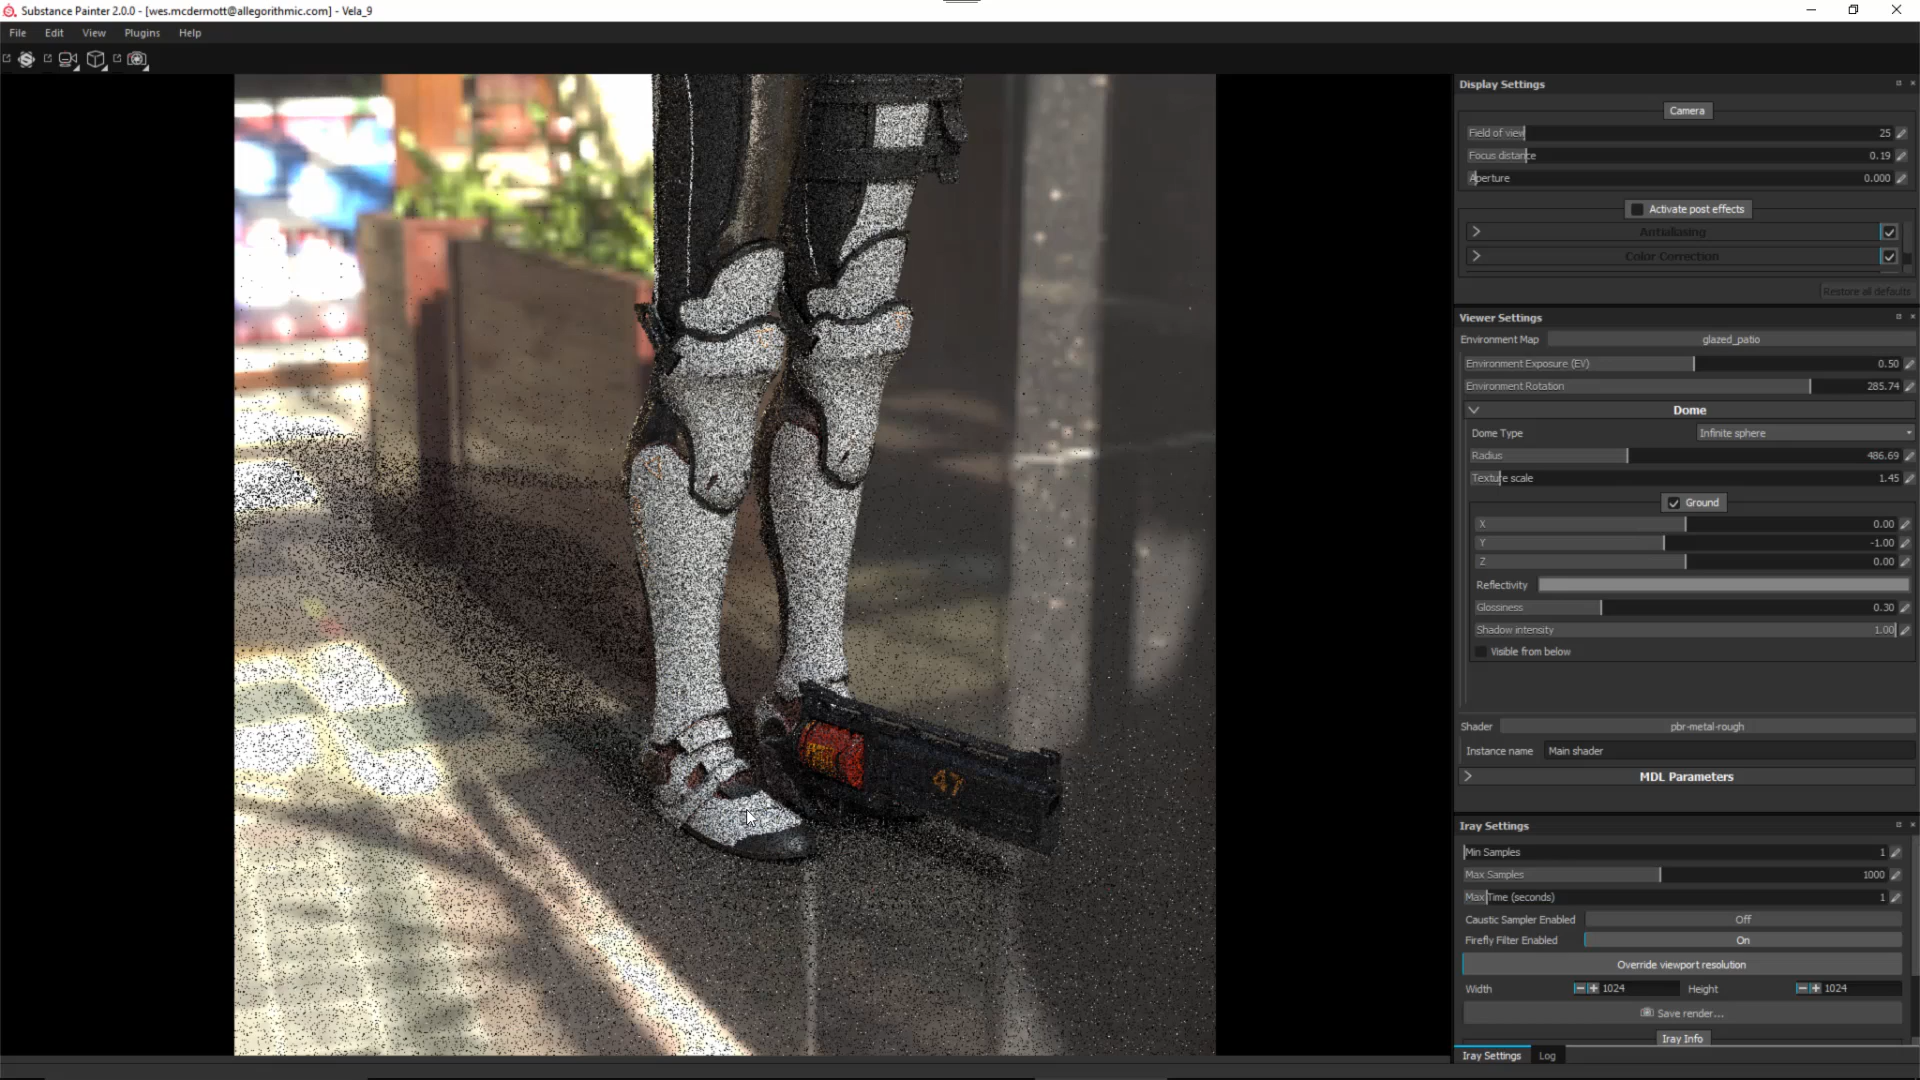 Substance Painter 2.0.0 - [wes.mcdermott@allegorithmic.com] - Vela_9
File Edit View Plugins Help
Display Settings
Camera
Field of view 25
Focus distance 0.19
Aperture 0.000
Activate post effects
Antialiasing
Color Correction
Restore all defaults
Viewer Settings
Environment Map glazed_patio
Environment Exposure (EV) 0.50
Environment Rotation 285.74
Dome
Dome Type Infinite sphere
Radius 486.69
Texture scale 1.45
Ground
X 0.00
Y -1.00
Z 0.00
Reflectivity
Glossiness 0.30
Shadow intensity 1.00
Visible from below
Shader pbr-metal-rough
Instance name Main shader
MDL Parameters
47
Iray Settings
Min Samples 1
Max Samples 1000
Max Time (seconds) 1
Caustic Sampler Enabled Off
Firefly Filter Enabled On
Override viewport resolution
Width 1024 Height 1024
Save render...
Iray Info
Iray Settings Log